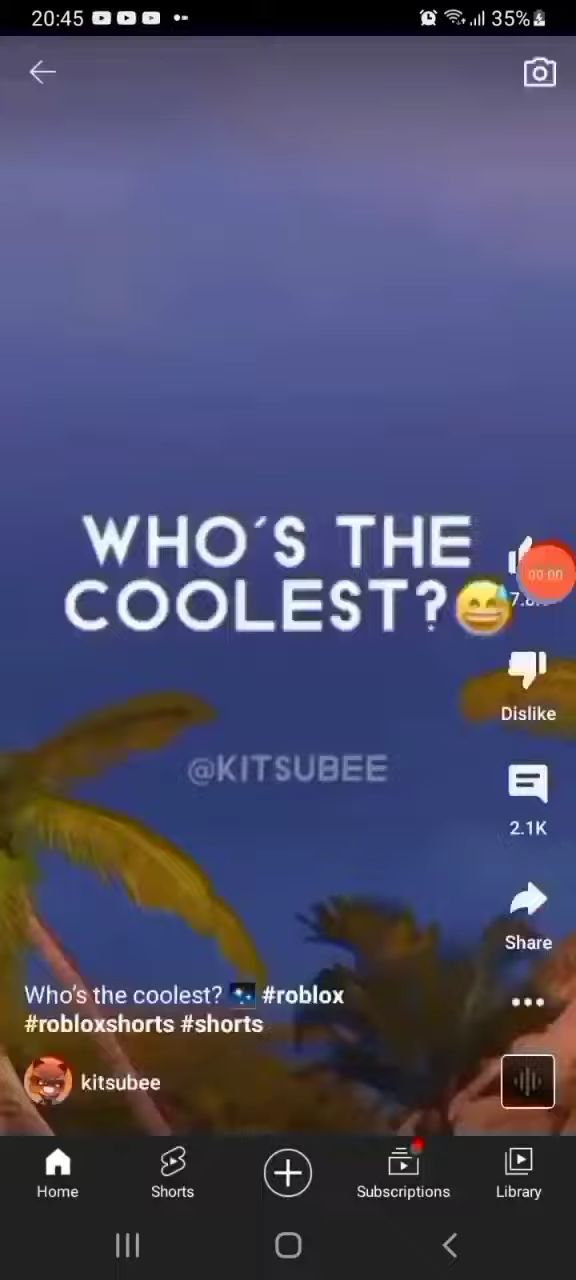 20:45
35%
WHO´S THE
COOLEST?😅
00:00
Dislike
@KITSUBEE
2.1K
Share
Who's the coolest? 🌌 #roblox
#robloxshorts #shorts
kitsubee
Home
Shorts
Subscriptions
Library